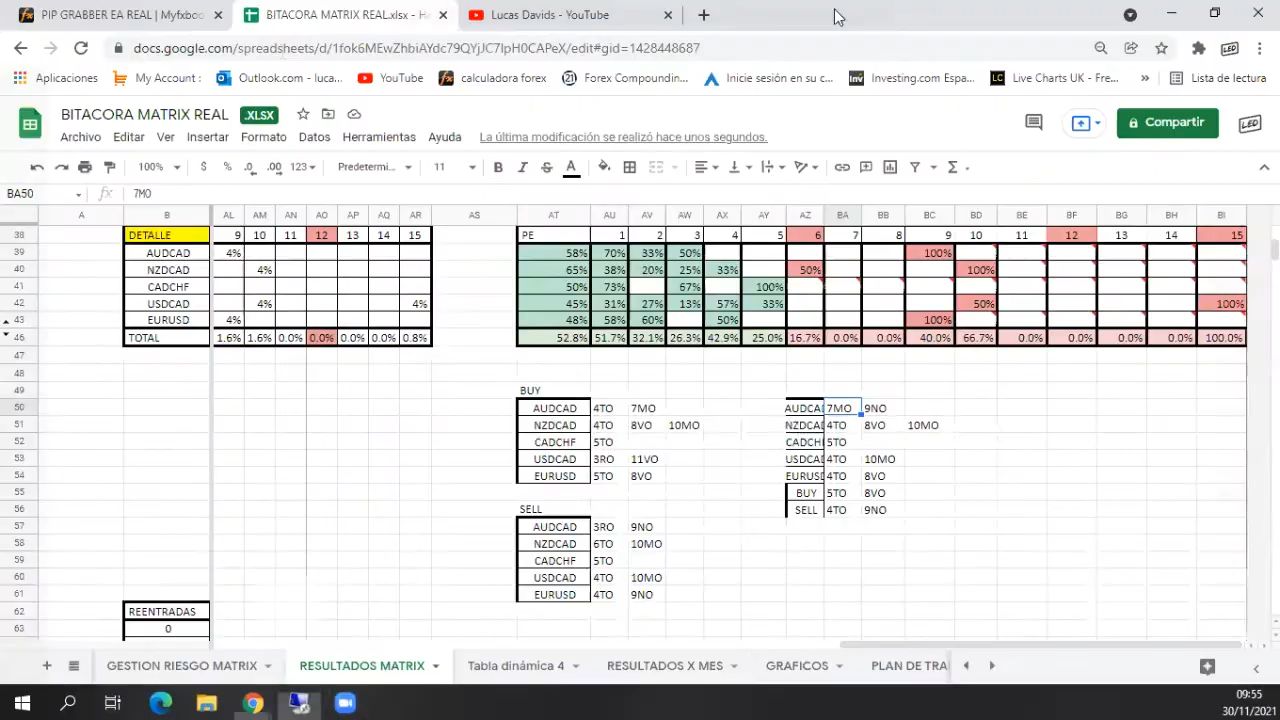 PIP GRABBER EA REAL | Myfxboo
BITACORA MATRIX REAL.xlsx - H
Lucas Davids - YouTube
docs.google.com/spreadsheets/d/1fok6MEwZhbiAYdc79QYjJC7IpH0CAPeX/edit#gid=1428448687
Aplicaciones My Account : Outlook.com - luca... YouTube calculadora forex Forex Compoundin... Inicie sesión en su c... Investing.com Espa... Live Charts UK - Fre... » Lista de lectura
BITACORA MATRIX REAL .XLSX
Compartir
Archivo Editar Ver Insertar Formato Datos Herramientas Ayuda La última modificación se realizó hace unos segundos.
100% $ % .0 .00 123 Predetermi... 11 B I S A
BA50 fx 7MO
A B AL AM AN AO AP AQ AR AS AT AU AV AW AX AY AZ BA BB BC BD BE BF BG BH BI
38 DETALLE 9 10 11 12 13 14 15 PE 1 2 3 4 5 6 7 8 9 10 11 12 13 14 15
39 AUDCAD 4% 58% 70% 33% 50% 100%
40 NZDCAD 4% 65% 38% 20% 25% 33% 50% 100%
41 CADCHF 50% 73% 67% 100%
42 USDCAD 4% 4% 45% 31% 27% 13% 57% 33% 50% 100%
43 EURUSD 4% 48% 58% 60% 50% 100%
46 TOTAL 1.6% 1.6% 0.0% 0.0% 0.0% 0.0% 0.8% 52.8% 51.7% 32.1% 26.3% 42.9% 25.0% 16.7% 0.0% 0.0% 40.0% 66.7% 0.0% 0.0% 0.0% 0.0% 100.0%
47
48
49 BUY
50 AUDCAD 4TO 7MO AUDCAD 7MO 9NO
51 NZDCAD 4TO 8VO 10MO NZDCAD 4TO 8VO 10MO
52 CADCHF 5TO CADCHF 5TO
53 USDCAD 3RO 11VO USDCAD 4TO 10MO
54 EURUSD 5TO 8VO EURUSD 4TO 8VO
55 BUY 5TO 8VO
56 SELL SELL 4TO 9NO
57 AUDCAD 3RO 9NO
58 NZDCAD 6TO 10MO
59 CADCHF 5TO
60 USDCAD 4TO 10MO
61 EURUSD 4TO 9NO
62 REENTRADAS
63 0
GESTION RIESGO MATRIX RESULTADOS MATRIX Tabla dinámica 4 RESULTADOS X MES GRAFICOS PLAN DE TRA
09:55
30/11/2021